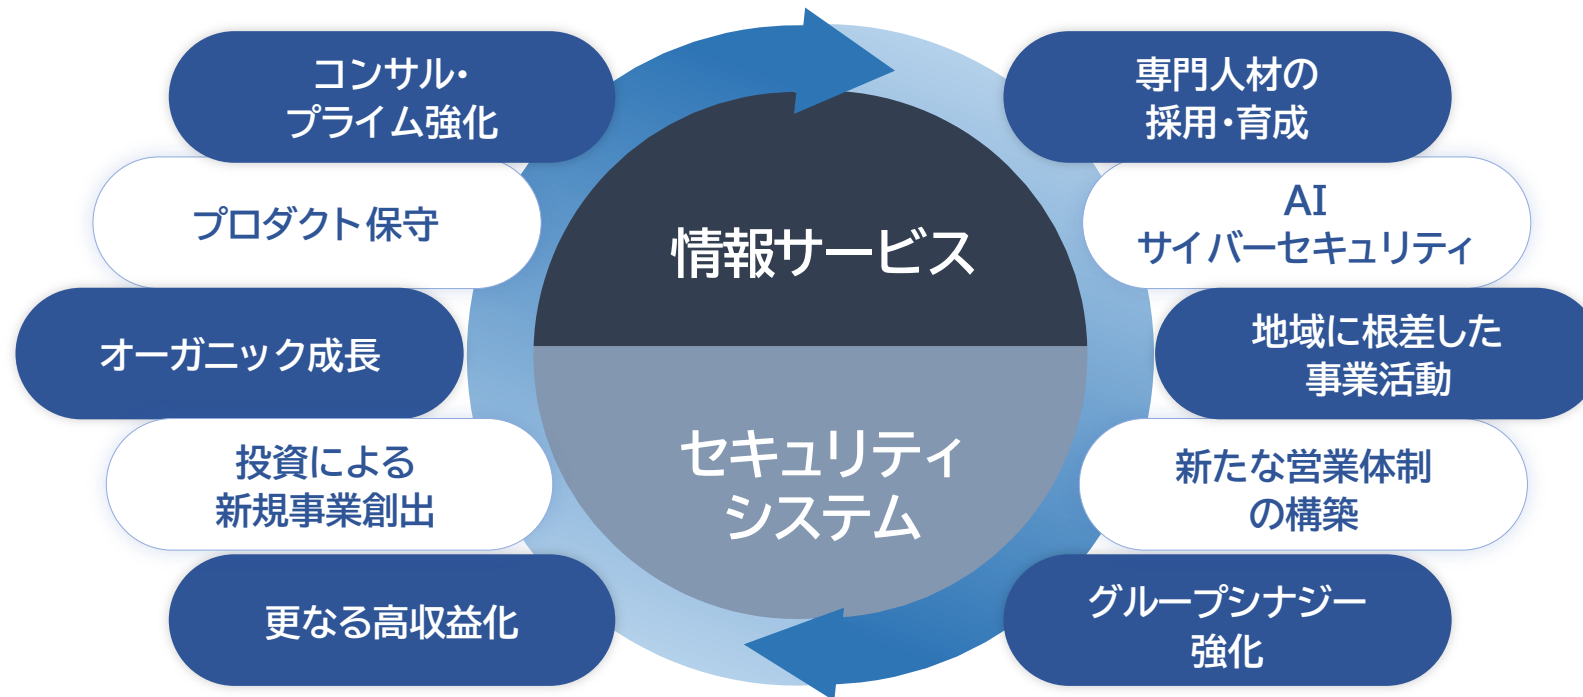 コンサル・
プライム強化
プロダクト保守
オーガニック成長
投資による
新規事業創出
更なる高収益化
情報サービス
セキュリティ
システム
専門人材の
採用・育成
AI
サイバーセキュリティ
地域に根差した
事業活動
新たな営業体制
の構築
グループシナジー
強化